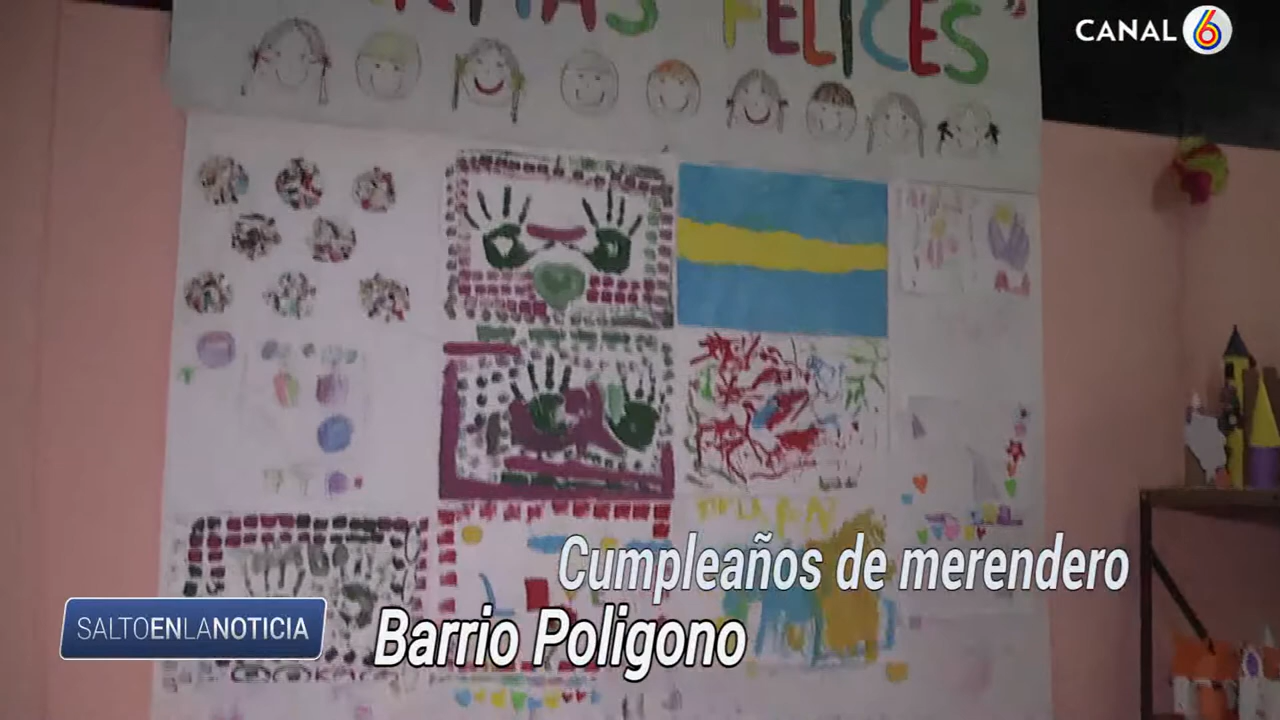 FELICES"
CANAL 6
Cumpleaños de merendero
SALTOENLANOTICIA
Barrio Poligono